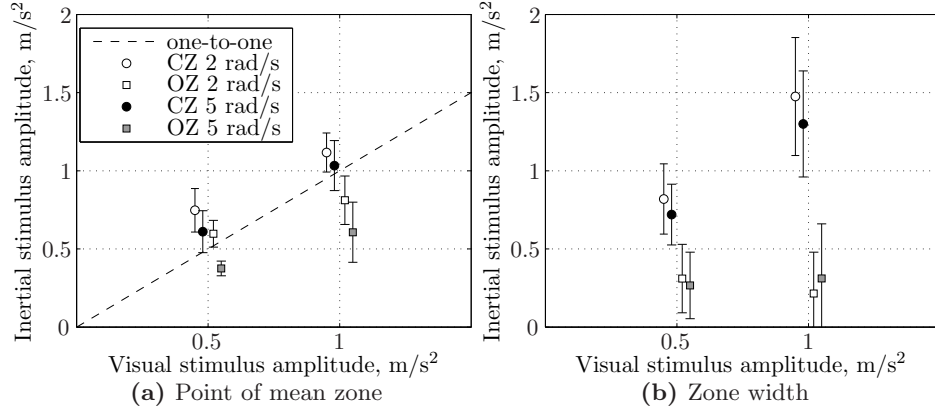 Inertial stimulus amplitude, m/s²
2
1.5
1
0.5
0
one-to-one
CZ 2 rad/s
OZ 2 rad/s
CZ 5 rad/s
OZ 5 rad/s
0.5 1
Visual stimulus amplitude, m/s²
(a) Point of mean zone
Inertial stimulus amplitude, m/s²
2
1.5
1
0.5
0
0.5 1
Visual stimulus amplitude, m/s²
(b) Zone width